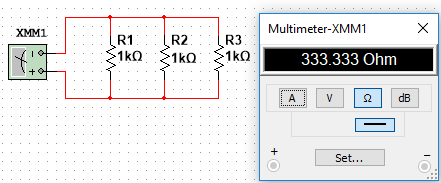 XMM1
R1
1kΩ
R2
1kΩ
R3
1kΩ
Multimeter-XMM1
333.333 Ohm
A V Ω dB
+ Set... −